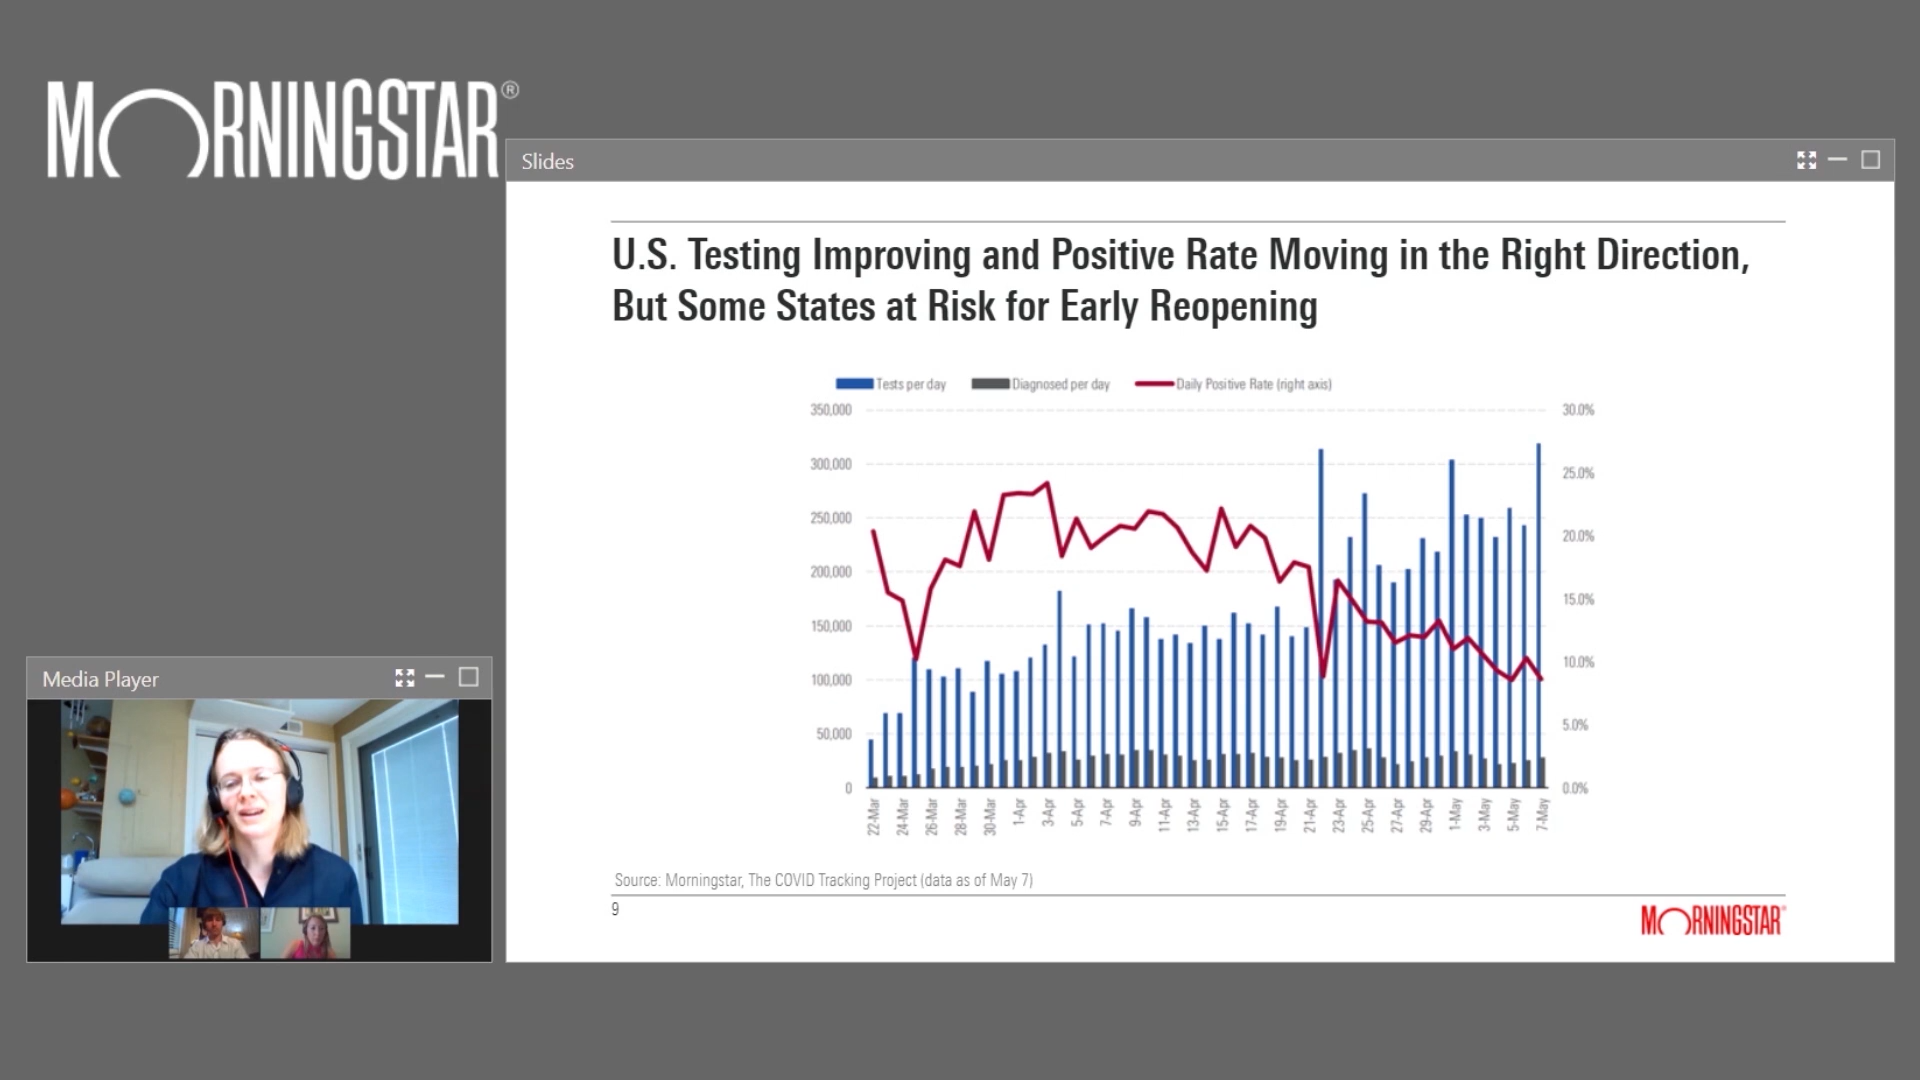 MORNINGSTAR®
Slides
U.S. Testing Improving and Positive Rate Moving in the Right Direction,
But Some States at Risk for Early Reopening
Tests per day
Diagnosed per day
Daily Positive Rate (right axis)
350,000
300,000
250,000
200,000
150,000
100,000
50,000
0
30.0%
25.0%
20.0%
15.0%
10.0%
5.0%
0.0%
22-Mar
24-Mar
26-Mar
28-Mar
30-Mar
1-Apr
3-Apr
5-Apr
7-Apr
9-Apr
11-Apr
13-Apr
15-Apr
17-Apr
19-Apr
21-Apr
23-Apr
25-Apr
27-Apr
29-Apr
1-May
3-May
5-May
7-May
Source: Morningstar, The COVID Tracking Project (data as of May 7)
9
MORNINGSTAR®
Media Player